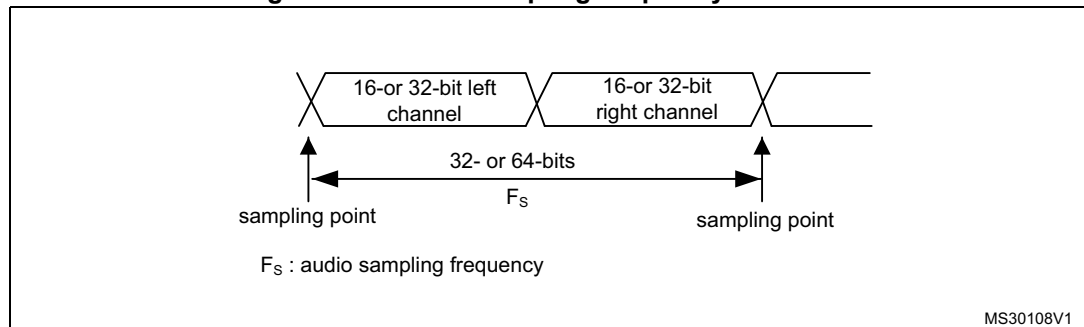 16-or 32-bit left
channel
16-or 32-bit
right channel
32- or 64-bits
FS
sampling point
sampling point
FS : audio sampling frequency
MS30108V1